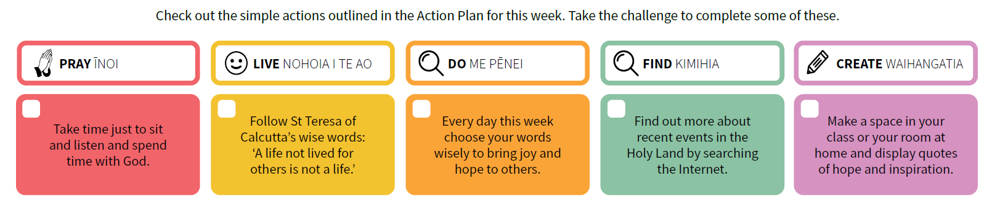 Check out the simple actions outlined in the Action Plan for this week. Take the challenge to complete some of these.
PRAY ĪNOI
Take time just to sit
and listen and spend
time with God.
LIVE NOHOIA I TE AO
Follow St Teresa of
Calcutta’s wise words:
‘A life not lived for
others is not a life.’
DO ME PĒNEI
Every day this week
choose your words
wisely to bring joy and
hope to others.
FIND KIMIHIA
Find out more about
recent events in the
Holy Land by searching
the Internet.
CREATE WAIHANGATIA
Make a space in your
class or your room at
home and display quotes
of hope and inspiration.